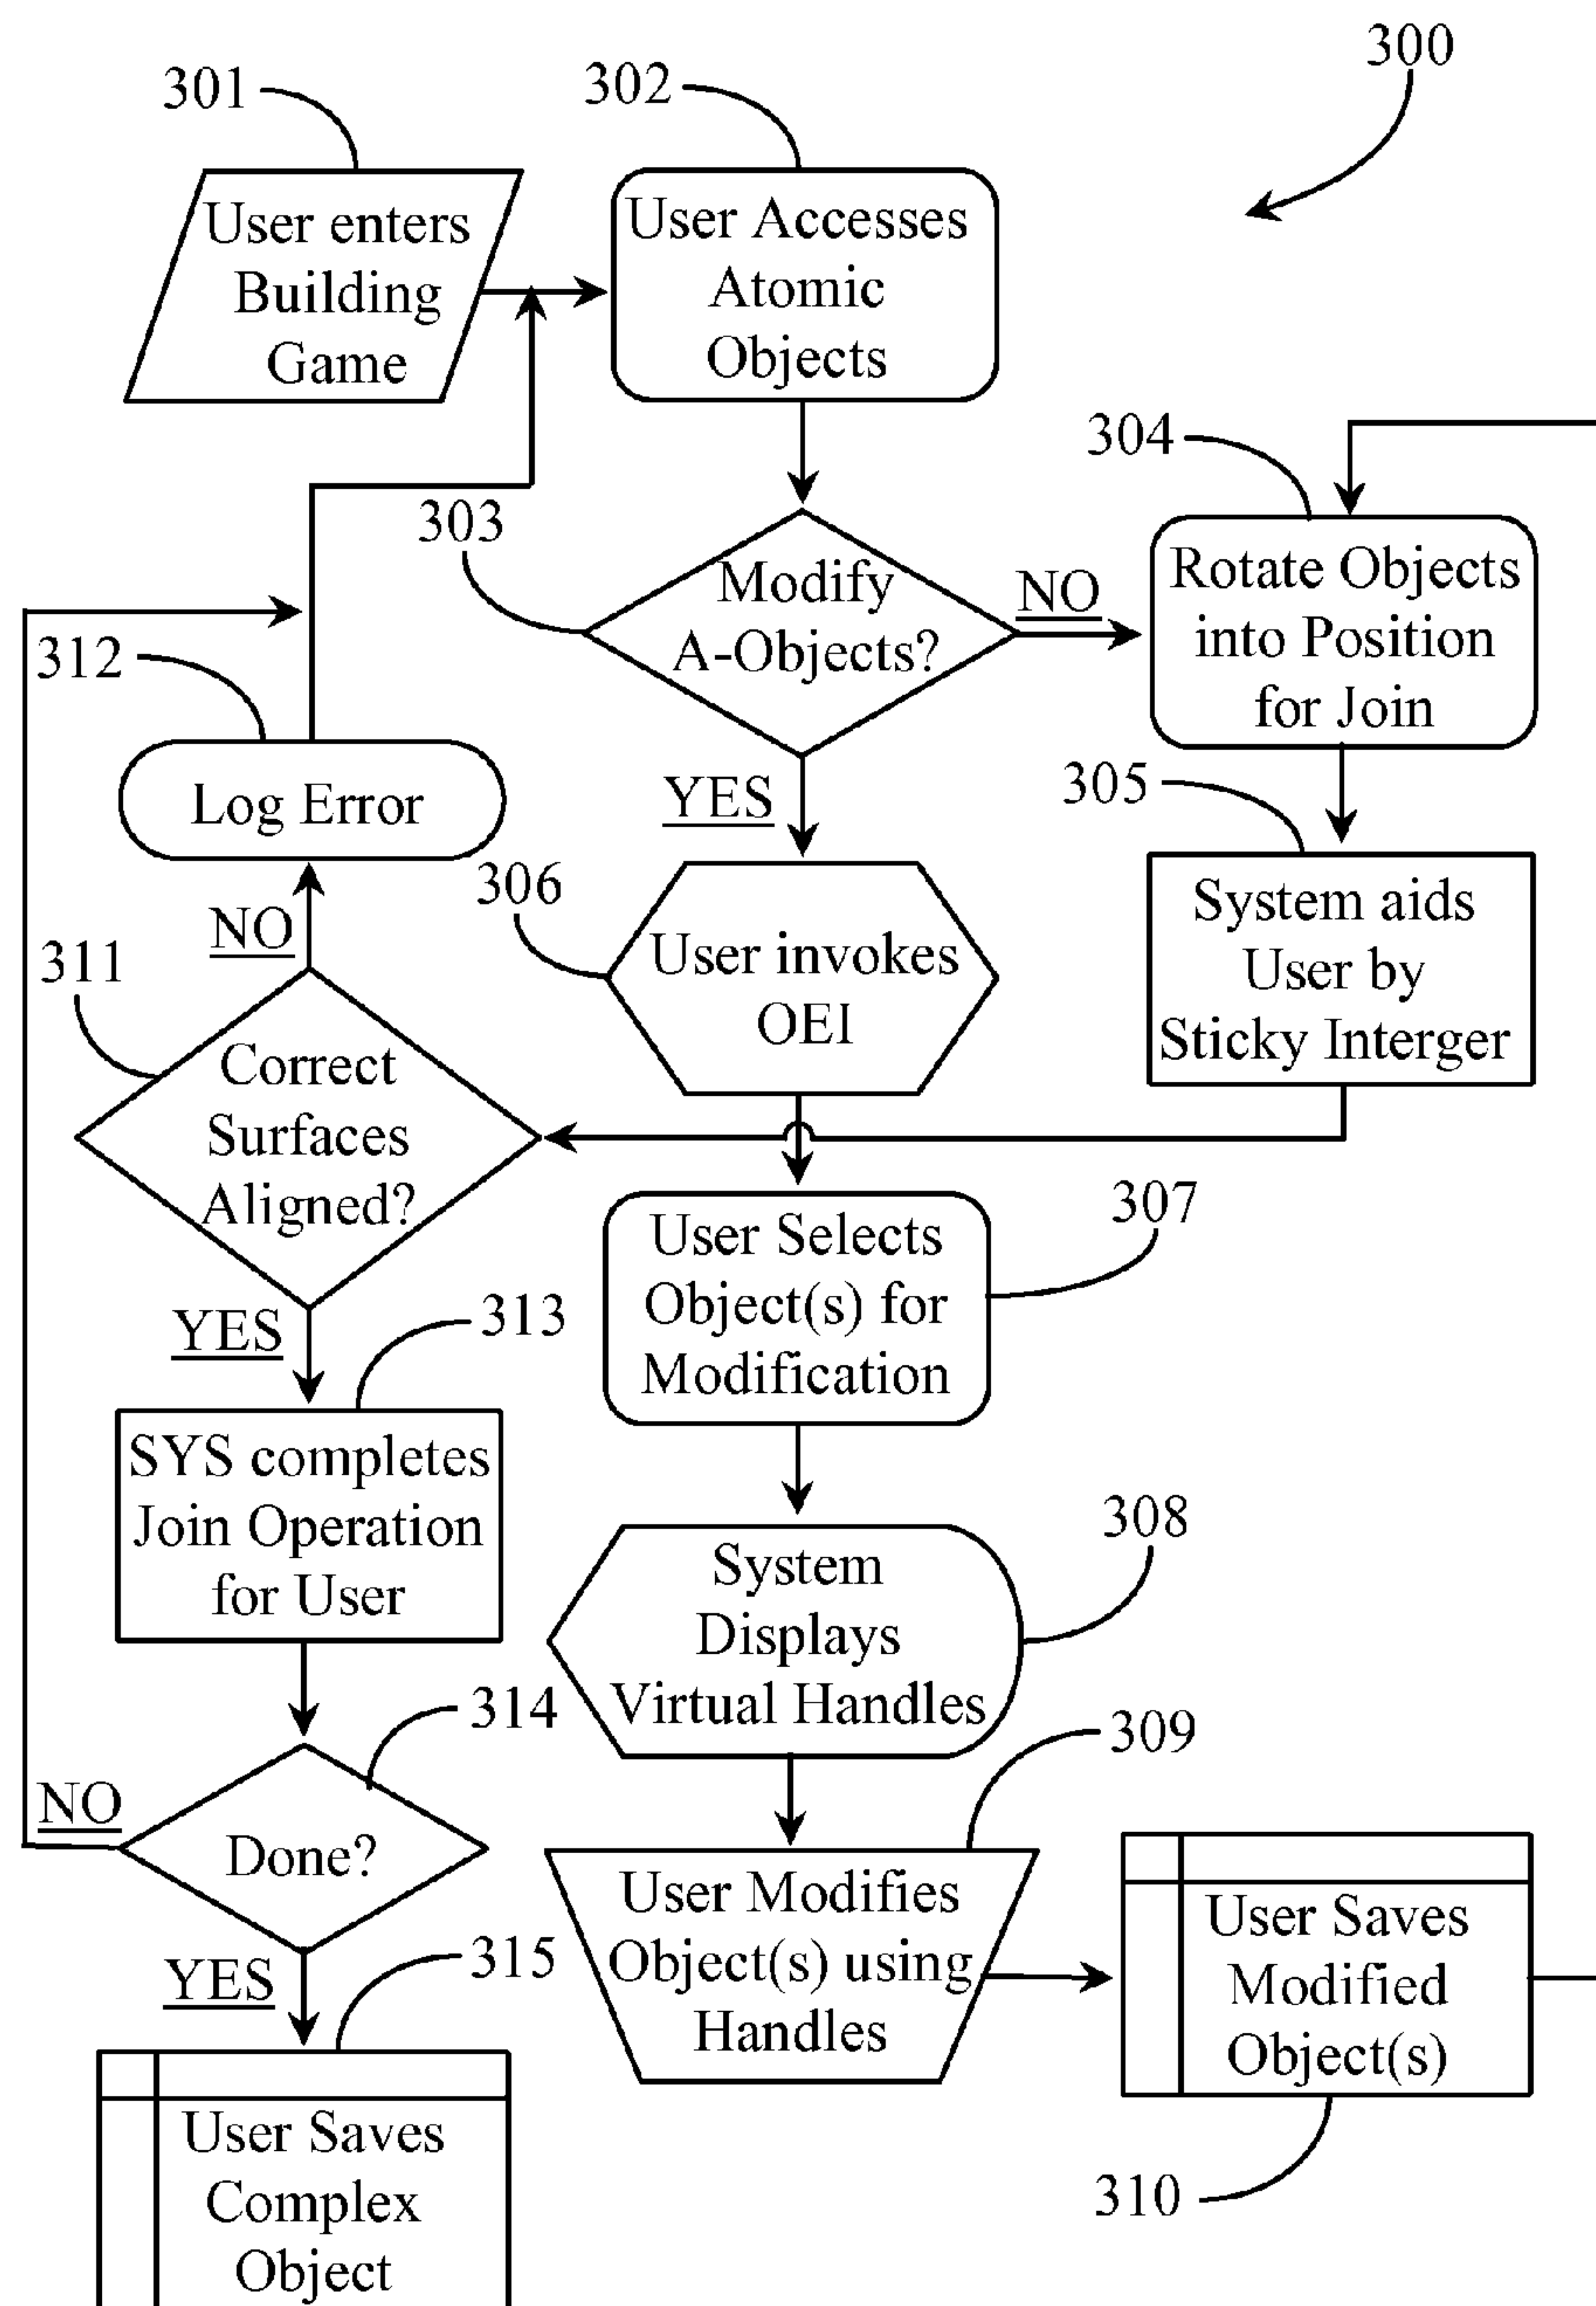 300
301
302
User enters
Building
Game
User Accesses
Atomic
Objects
303
Modify
A-Objects?
NO
YES
304
Rotate Objects
into Position
for Join
305
System aids
User by
Sticky Interger
306
User invokes
OEI
307
User Selects
Object(s) for
Modification
308
System
Displays
Virtual Handles
309
User Modifies
Object(s) using
Handles
310
User Saves
Modified
Object(s)
311
Correct
Surfaces
Aligned?
NO
312
Log Error
YES
313
SYS completes
Join Operation
for User
314
Done?
NO
YES
315
User Saves
Complex
Object